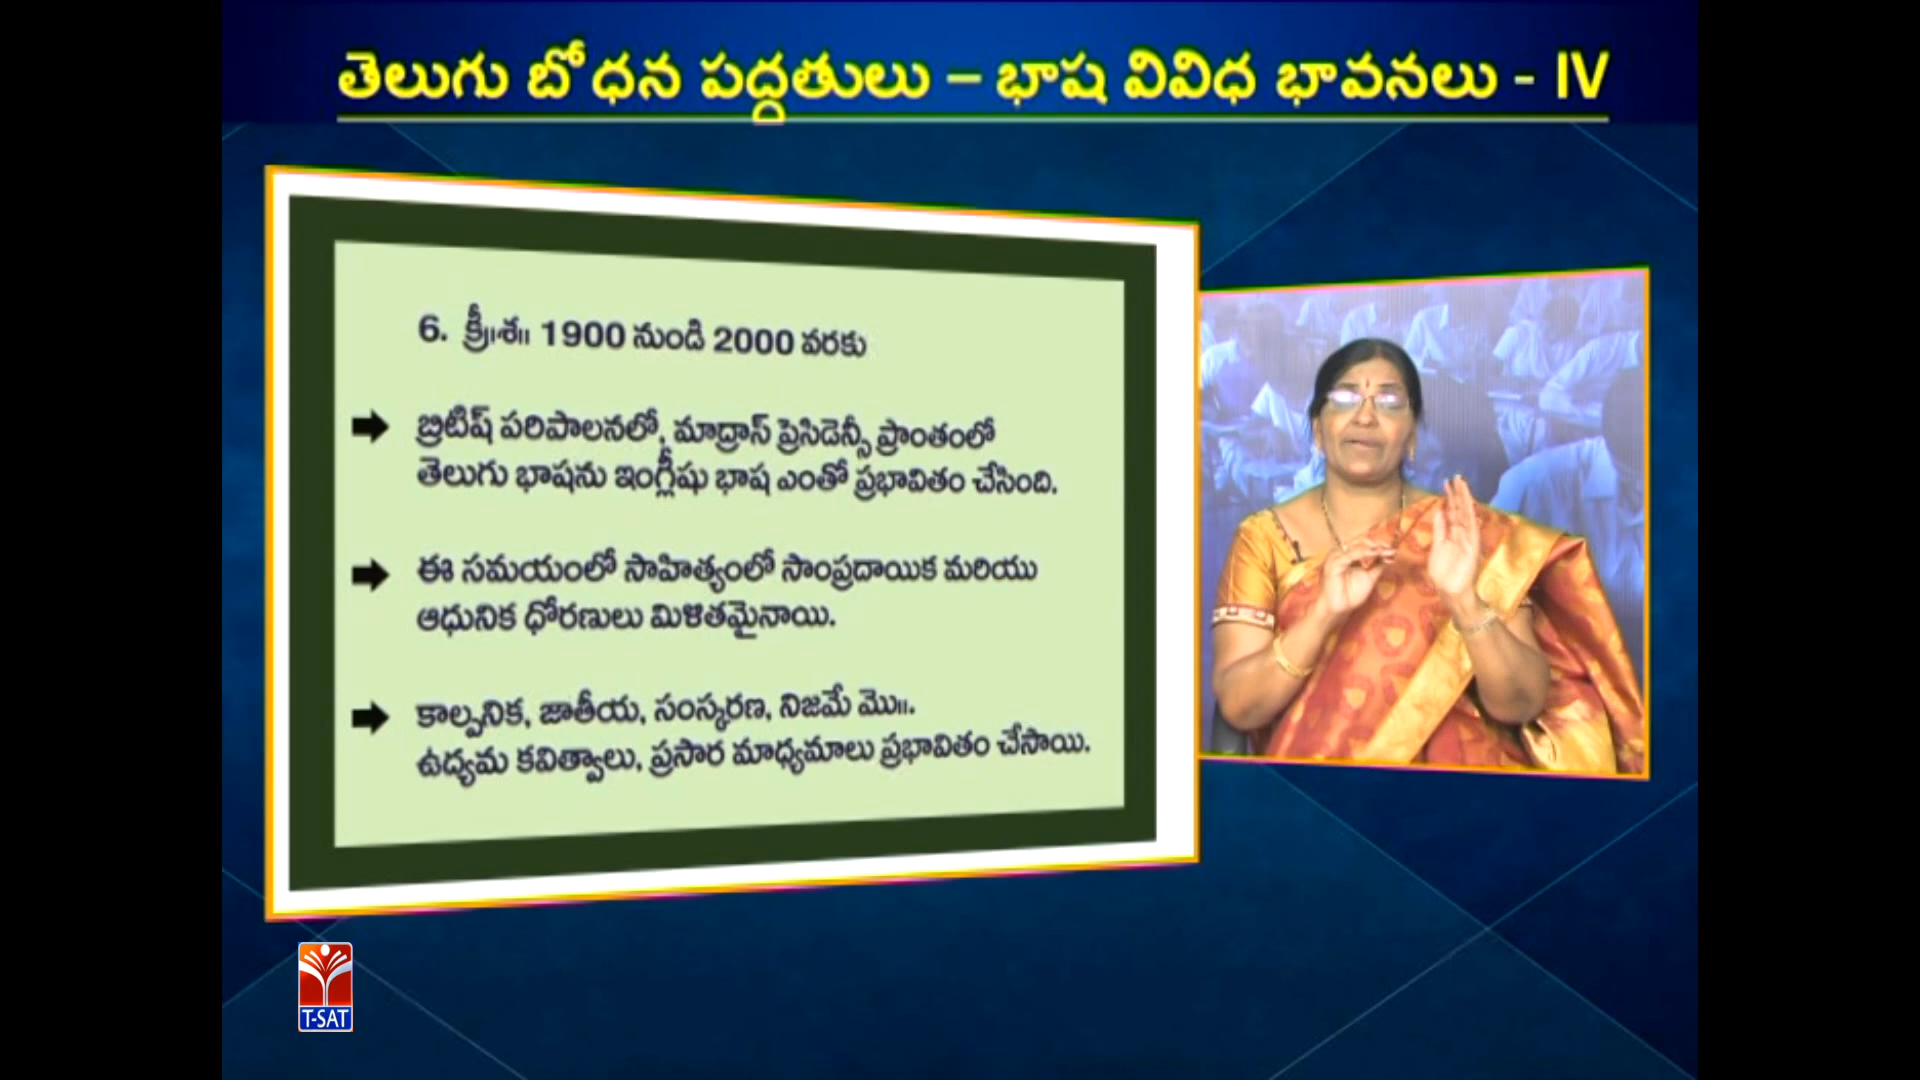 తెలుగు బోధన పద్ధతులు – భాష వివిధ భావనలు - IV
6. క్రీ॥శ॥ 1900 నుండి 2000 వరకు
బ్రిటిష్ పరిపాలనలో, మాద్రాస్ ప్రెసిడెన్సీ ప్రాంతంలో
తెలుగు భాషను ఇంగ్లీషు భాష ఎంతో ప్రభావితం చేసింది.
ఈ సమయంలో సాహిత్యంలో సాంప్రదాయిక మరియు
ఆధునిక ధోరణులు మిళితమైనాయి.
కాల్పనిక, జాతీయ, సంస్కరణ, నిజమే మొ॥.
ఉద్యమ కవిత్వాలు, ప్రసార మాధ్యమాలు ప్రభావితం చేసాయి.
T-SAT